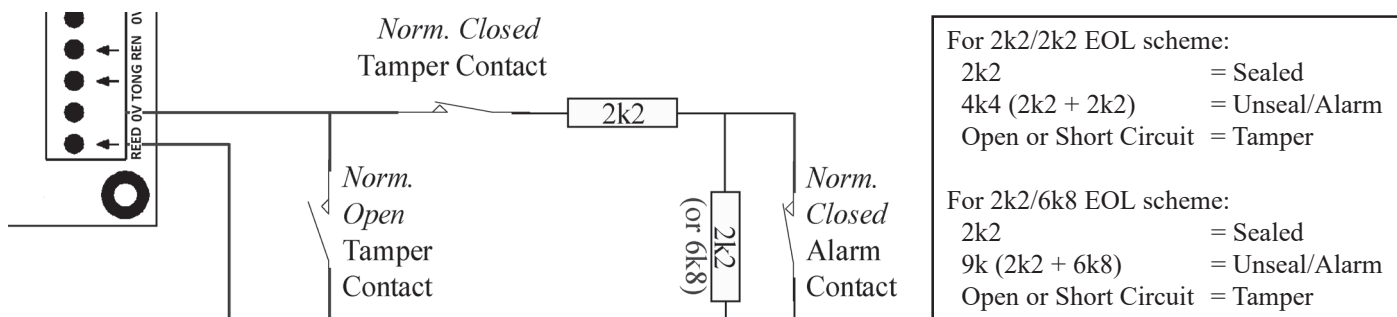 0V
REN
TONG
0V
REED
Norm. Closed
Tamper Contact
2k2
Norm.
Open
Tamper
Contact
2k2
(or 6k8)
Norm.
Closed
Alarm
Contact
For 2k2/2k2 EOL scheme:
2k2 = Sealed
4k4 (2k2 + 2k2) = Unseal/Alarm
Open or Short Circuit = Tamper
For 2k2/6k8 EOL scheme:
2k2 = Sealed
9k (2k2 + 6k8) = Unseal/Alarm
Open or Short Circuit = Tamper